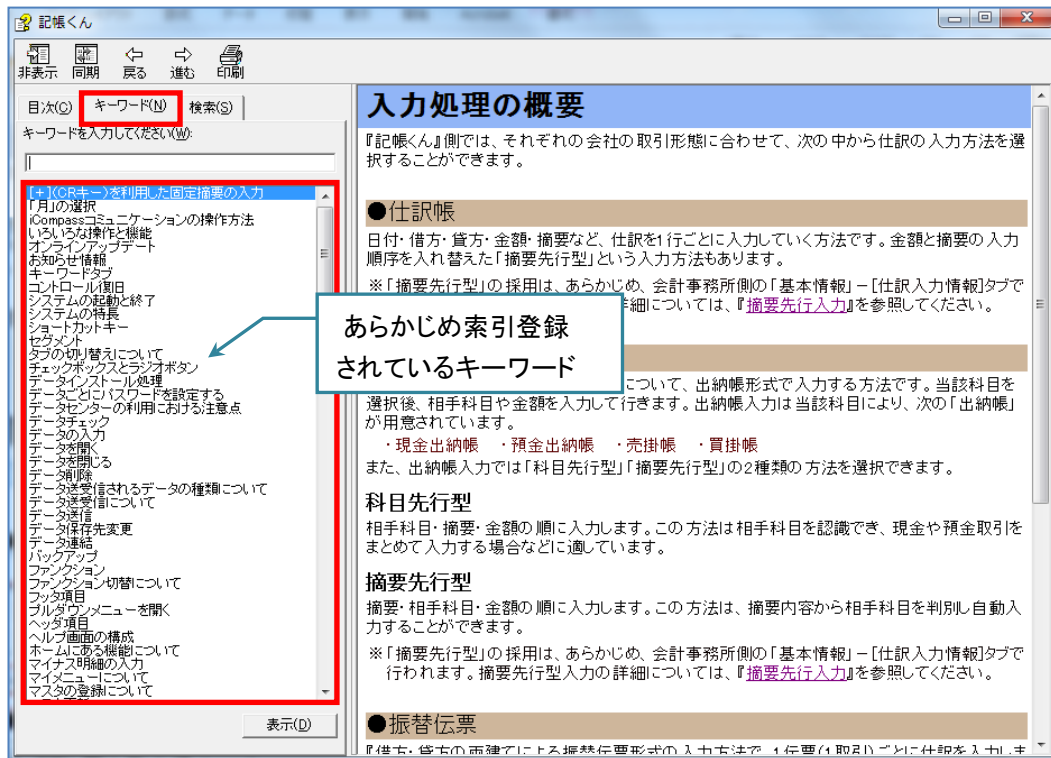 記帳くん
非表示 同期 戻る 進む 印刷
目次(C) キーワード(N) 検索(S)
キーワードを入力してください(W):
[+](CRキー)を利用した固定摘要の入力
「月」の選択
iCompassコミュニケーションの操作方法
いろいろな操作と機能
オンラインアップデート
お知らせ情報
キーワードタブ
コントロール復旧
システムの起動と終了
システムの特長
ショートカットキー
セグメント
タブの切り替えについて
チェックボックスとラジオボタン
データインストール処理
データごとにパスワードを設定する
データセンターの利用における注意点
データチェック
データの入力
データを開く
データを閉じる
データ削除
データ送受信されるデータの種類について
データ送受信について
データ送信
データ保存先変更
データ連結
バックアップ
ファンクション
ファンクション切替について
フッタ項目
プルダウンメニューを開く
ヘッダ項目
ヘルプ画面の構成
ホームにある機能について
マイナス明細の入力
マイメニューについて
マスタの登録について
表示(D)
あらかじめ索引登録
されているキーワード
入力処理の概要
『記帳くん』側では、それぞれの会社の取引形態に合わせて、次の中から仕訳の入力方法を選
択することができます。
●仕訳帳
日付・借方・貸方・金額・摘要など、仕訳を1行ごとに入力していく方法です。金額と摘要の入力
順序を入れ替えた「摘要先行型」という入力方法もあります。
※「摘要先行型」の採用は、あらかじめ、会計事務所側の「基本情報」－[仕訳入力情報]タブで
細については、『摘要先行入力』を参照してください。
について、出納帳形式で入力する方法です。当該科目を
選択後、相手科目や金額を入力して行きます。出納帳入力は当該科目により、次の「出納帳」
が用意されています。
・現金出納帳 ・預金出納帳 ・売掛帳 ・買掛帳
また、出納帳入力では「科目先行型」「摘要先行型」の2種類の方法を選択できます。
科目先行型
相手科目・摘要・金額の順に入力します。この方法は相手科目を認識でき、現金や預金取引を
まとめて入力する場合などに適しています。
摘要先行型
摘要・相手科目・金額の順に入力します。この方法は、摘要内容から相手科目を判別し自動入
力することができます。
※「摘要先行型」の採用は、あらかじめ、会計事務所側の「基本情報」－[仕訳入力情報]タブで
行われます。摘要先行型入力の詳細については、『摘要先行入力』を参照してください。
●振替伝票
『借方・貸方の両建てによる振替伝票形式の入力方法で、1伝票(1取引)ごとに仕訳を入力しま